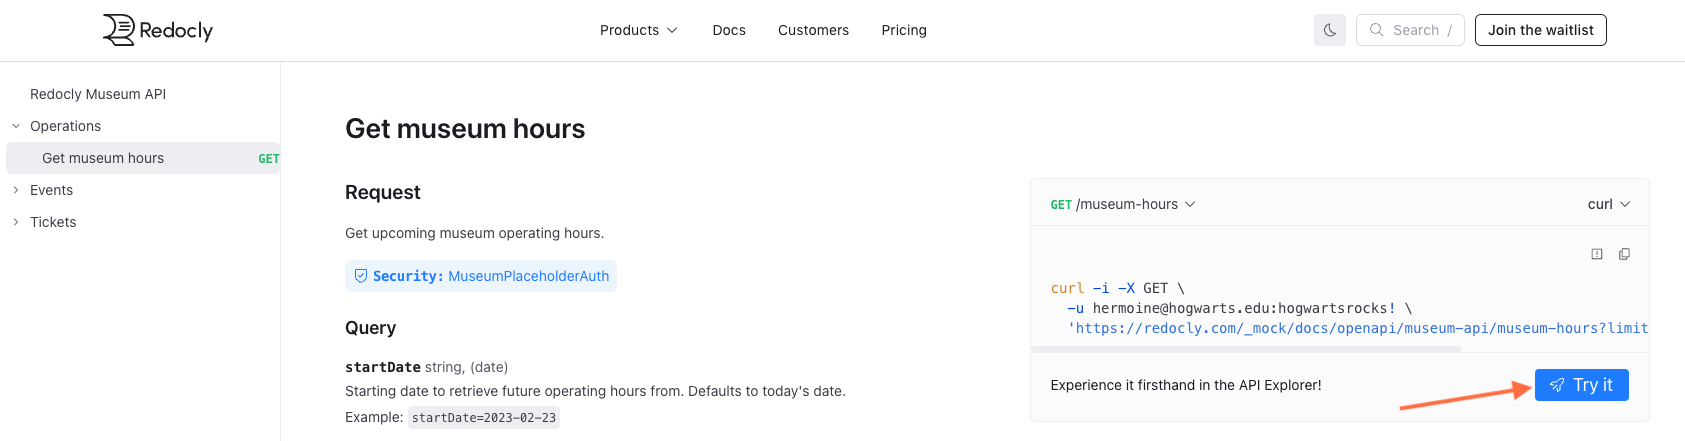 Redocly
Products
Docs
Customers
Pricing
Search /
Join the waitlist
Redocly Museum API
Operations
Get museum hours GET
Events
Tickets
Get museum hours
Request
Get upcoming museum operating hours.
Security: MuseumPlaceholderAuth
Query
startDate string, (date)
Starting date to retrieve future operating hours from. Defaults to today's date.
Example: startDate=2023-02-23
GET /museum-hours
curl
curl -i -X GET \
-u hermoine@hogwarts.edu:hogwartsrocks! \
'https://redocly.com/_mock/docs/openapi/museum-api/museum-hours?limit
Experience it firsthand in the API Explorer!
Try it